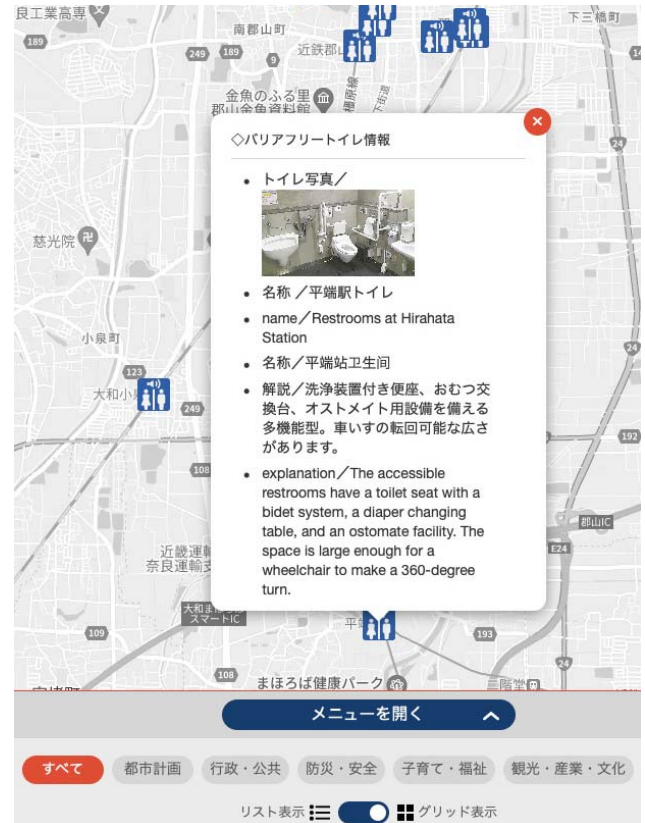 良工業高専
下三橋町
南郡山町
189
249
189
9
近鉄郡
橿原線
下街道
金魚のふる里
郡山金魚資料館
24
◇バリアフリートイレ情報
トイレ写真／
慈光院
名称 ／平端駅トイレ
name／Restrooms at Hirahata
Station
小泉町
名称／平端站卫生间
24
123
大和小
249
解説／洗浄装置付き便座、おむつ交
換台、オストメイト用設備を備える
多機能型。車いすの転回可能な広さ
があります。
192
108
explanation／The accessible
restrooms have a toilet seat with a
bidet system, a diaper changing
table, and an ostomate facility. The
space is large enough for a
wheelchair to make a 360-degree
turn.
郡山IC
E24
近畿運輸
奈良運輸支
大和ま
スマートIC
平端
109
193
24
108
まほろば健康パーク
二階堂
メニューを開く
すべて
都市計画
行政・公共
防災・安全
子育て・福祉
観光・産業・文化
リスト表示
グリッド表示